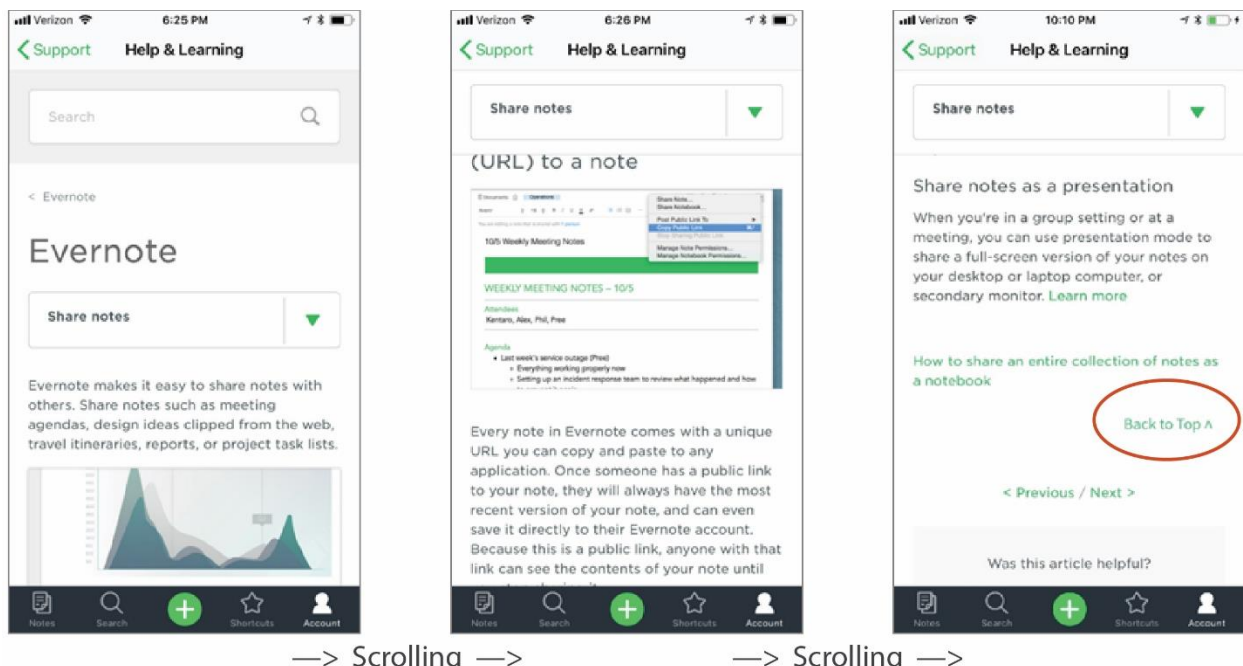 Verizon
6:25 PM
Support
Help & Learning
Search
< Evernote
Evernote
Share notes
Evernote makes it easy to share notes with
others. Share notes such as meeting
agendas, design ideas clipped from the web,
travel itineraries, reports, or project task lists.
Notes
Search
Shortcuts
Account
Verizon
6:26 PM
Support
Help & Learning
Share notes
(URL) to a note
Documents
Operations
Share Note...
Share Notebook...
Post Public Link To
Copy Public Link
Stop Sharing Public Link
Manage Note Permissions...
Manage Notebook Permissions...
10/5 Weekly Meeting Notes
WEEKLY MEETING NOTES – 10/5
Attendees
Kentaro, Alex, Phil, Pree
Agenda
Last week's service outage (Pree)
Everything working properly now
Setting up an incident response team to review what happened and how
Every note in Evernote comes with a unique
URL you can copy and paste to any
application. Once someone has a public link
to your note, they will always have the most
recent version of your note, and can even
save it directly to their Evernote account.
Because this is a public link, anyone with that
link can see the contents of your note until
Notes
Search
Shortcuts
Account
Verizon
10:10 PM
Support
Help & Learning
Share notes
Share notes as a presentation
When you're in a group setting or at a
meeting, you can use presentation mode to
share a full-screen version of your notes on
your desktop or laptop computer, or
secondary monitor. Learn more
How to share an entire collection of notes as
a notebook
Back to Top ∧
< Previous / Next >
Was this article helpful?
Notes
Search
Shortcuts
Account
—> Scrolling —>
—> Scrolling —>